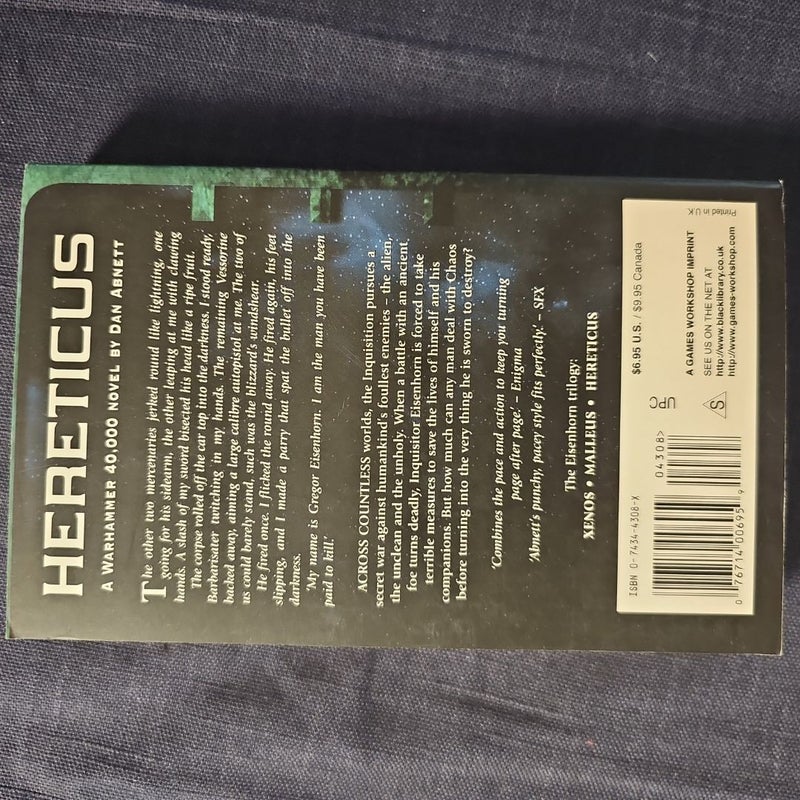 HERETICUS
A WARHAMMER 40,000 NOVEL BY DAN ABNETT
The other two mercenaries jerked round like lightning, one
going for his sidearm, the other leaping at me with clawing
hands. A slash of my sword bisected his head like a ripe fruit.
The corpse rolled off the car top into the darkness. I stood ready,
Barbarisater twitching in my hands. The remaining Vessorine
backed away, aiming a large calibre autopistol at me. The two of
us could barely stand, such was the blizzard's windshear.
He fired once. I flicked the round away. He fired again, his feet
slipping, and I made a parry that spat the bullet off into the
darkness.
'My name is Gregor Eisenhorn. I am the man you have been
paid to kill.'
ACROSS COUNTLESS worlds, the Inquisition pursues a
secret war against humankind's foullest enemies – the alien,
the unclean and the unholy. When a battle with an ancient
foe turns deadly, Inquisitor Eisenhorn is forced to take
terrible measures to save the lives of himself and his
companions. But how much can any man deal with Chaos
before turning into the very thing he is sworn to destroy?
'Combines the pace and action to keep you turning
page after page.' – Enigma
'Abnett's punchy, pacey style fits perfectly.' – SFX
The Eisenhorn trilogy:
XENOS • MALLEUS • HERETICUS
ISBN 0-7434-4308-X
0 76714 00695 9
04308>
UPC
S
$6.95 U.S. / $9.95 Canada
A GAMES WORKSHOP IMPRINT
SEE US ON THE NET AT
http://www.blacklibrary.co.uk
http://www.games-workshop.com
Printed in U.K.